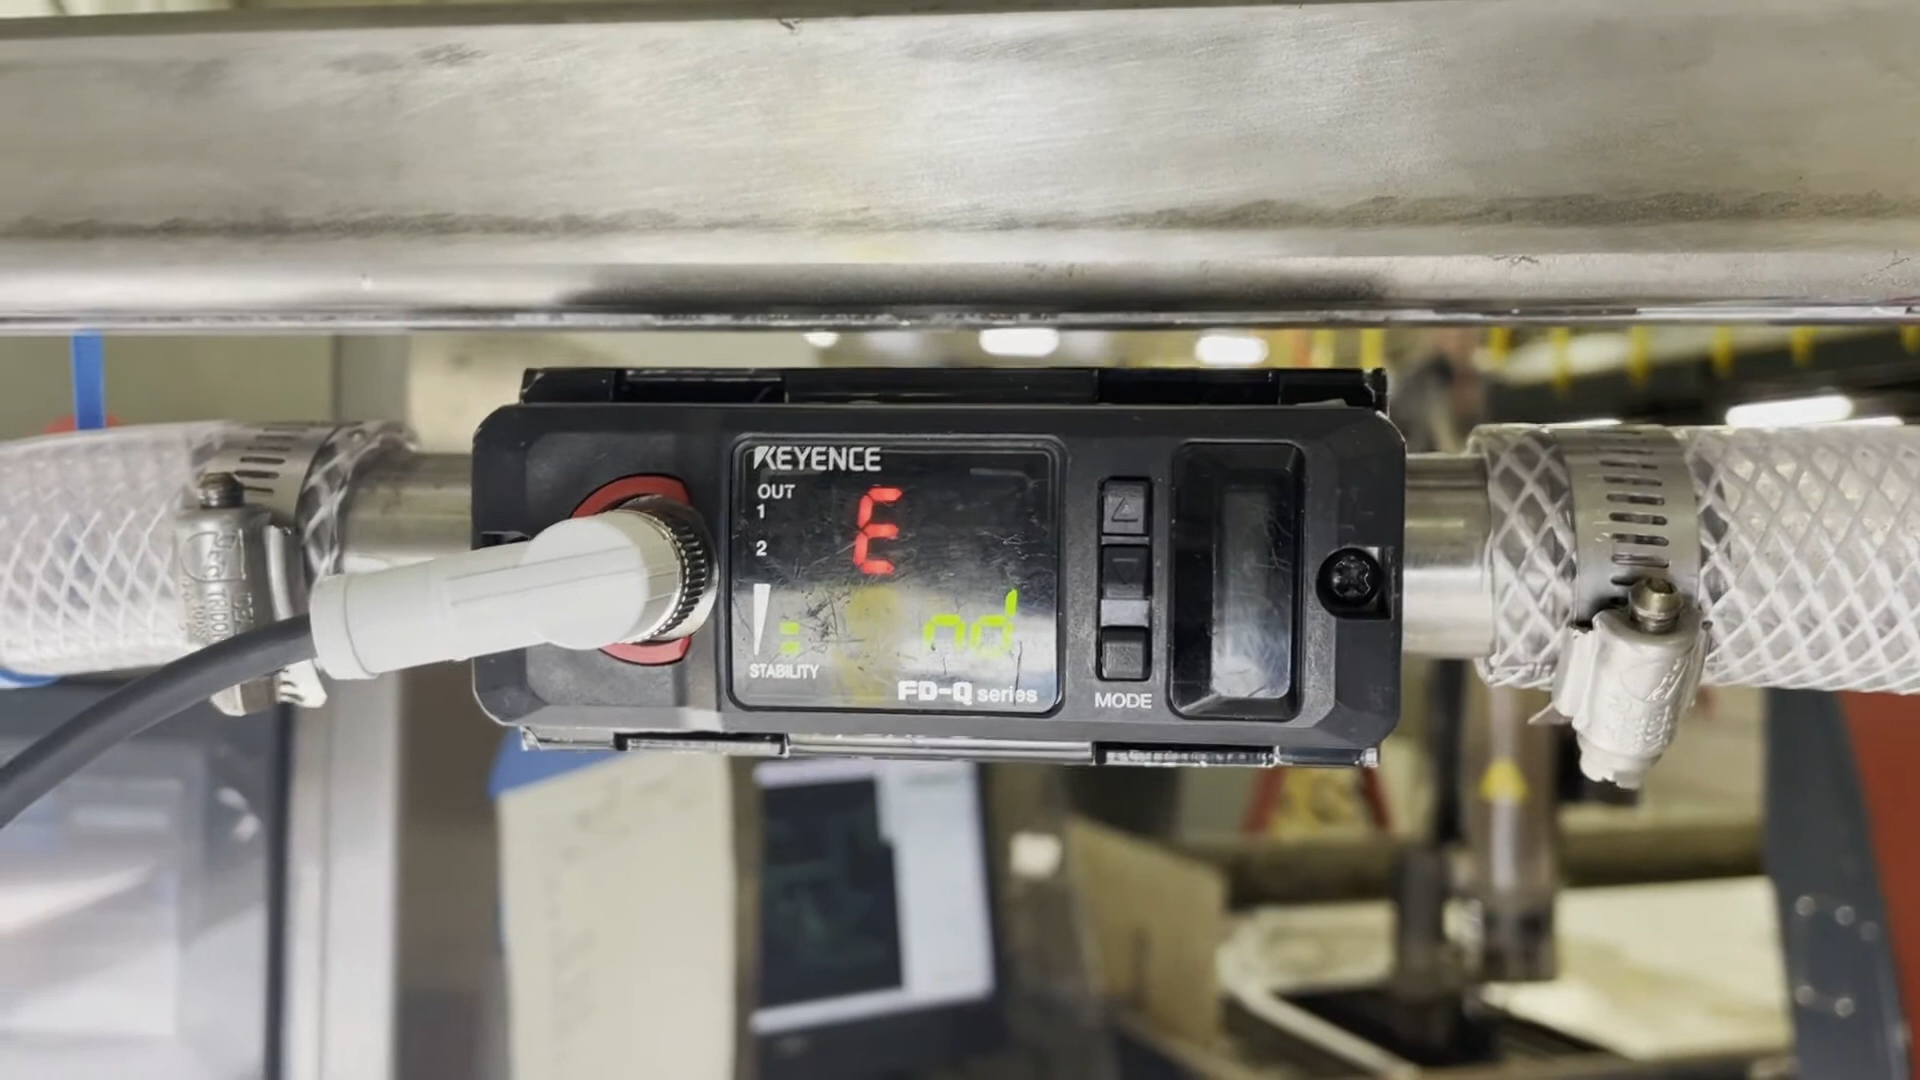 KEYENCE
OUT
1
2
E
nd
STABILITY
FD-Q series
MODE